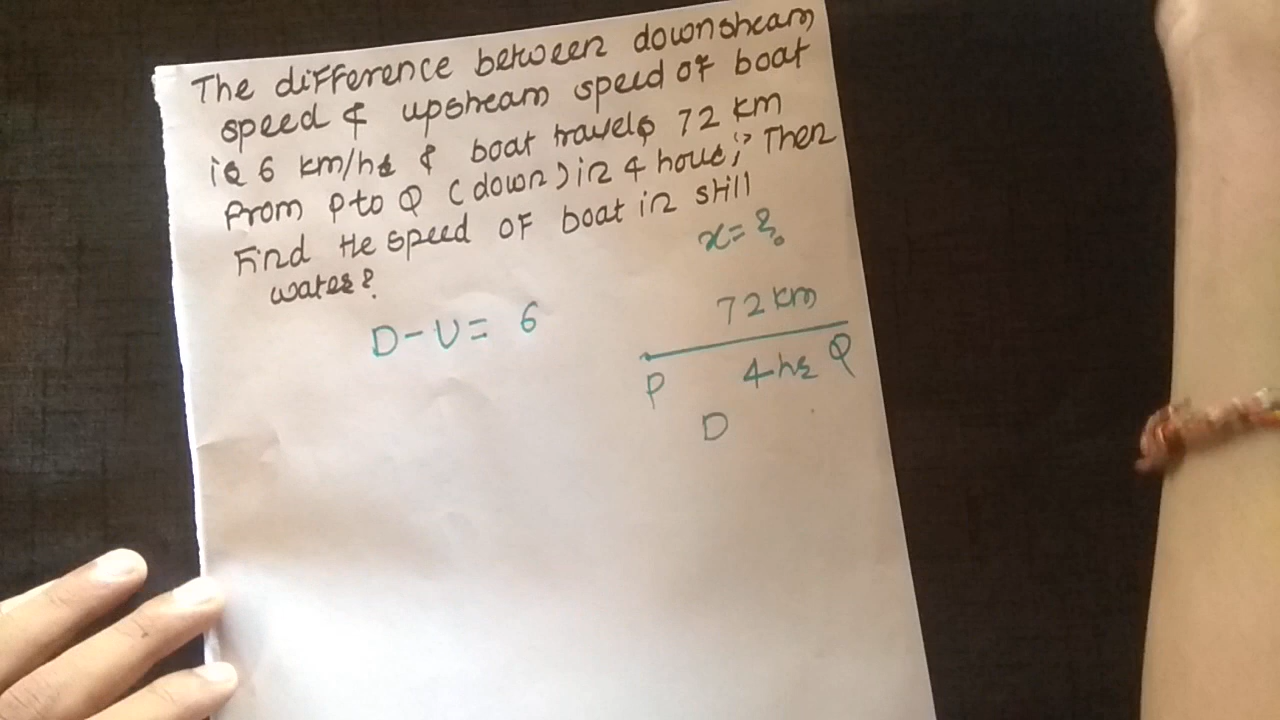 The difference between downstream
speed & upstream speed of boat
is 6 km/hr & boat travels 72 km
From P to Q (down) in 4 hours; Then
Find the speed of boat in still
water?
x = ?
D - U = 6
72 km
P 4 hr Q
D